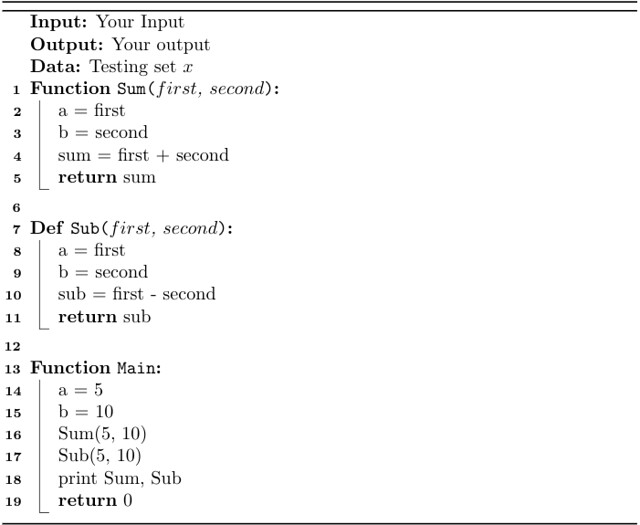 Input: Your Input
Output: Your output
Data: Testing set x
1 Function Sum(first, second):
2 a = first
3 b = second
4 sum = first + second
5 return sum
6
7 Def Sub(first, second):
8 a = first
9 b = second
10 sub = first - second
11 return sub
12
13 Function Main:
14 a = 5
15 b = 10
16 Sum(5, 10)
17 Sub(5, 10)
18 print Sum, Sub
19 return 0